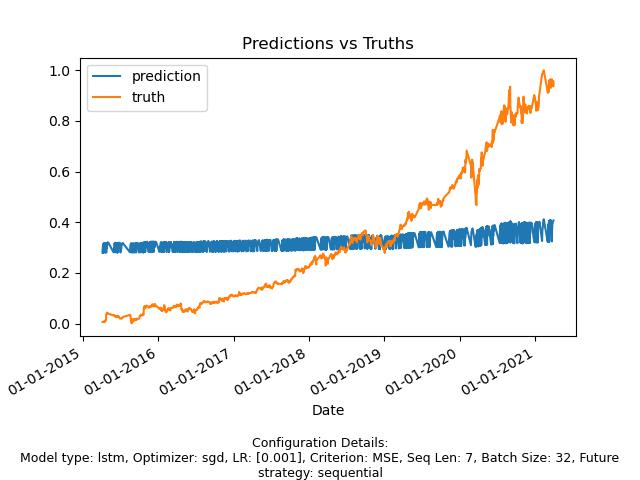 Predictions vs Truths
prediction
truth
1.0
0.8
0.6
0.4
0.2
0.0
01-01-2015
01-01-2016
01-01-2017
01-01-2018
01-01-2019
01-01-2020
01-01-2021
Date
Configuration Details:
Model type: lstm, Optimizer: sgd, LR: [0.001], Criterion: MSE, Seq Len: 7, Batch Size: 32, Future
strategy: sequential